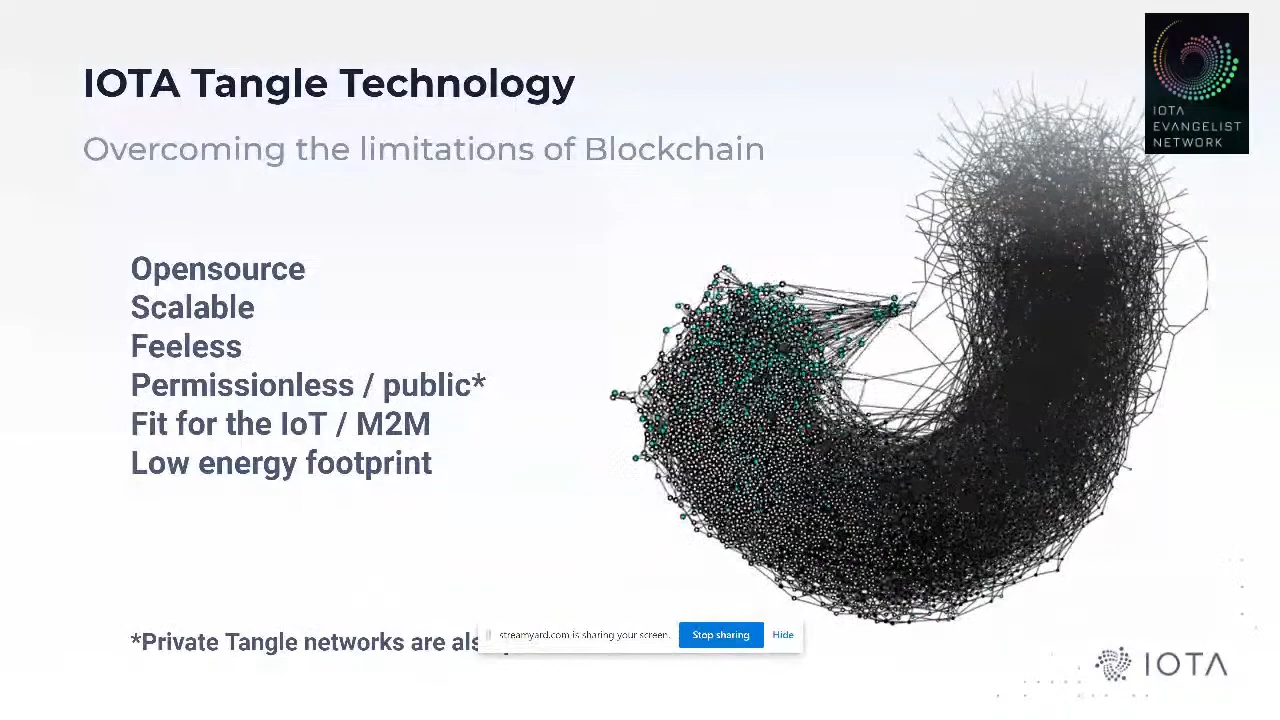 IOTA Tangle Technology
Overcoming the limitations of Blockchain
IOTA
EVANGELIST
NETWORK
Opensource
Scalable
Feeless
Permissionless / public*
Fit for the IoT / M2M
Low energy footprint
*Private Tangle networks are
streamyard.com is sharing your screen.
Stop sharing
Hide
IOTA